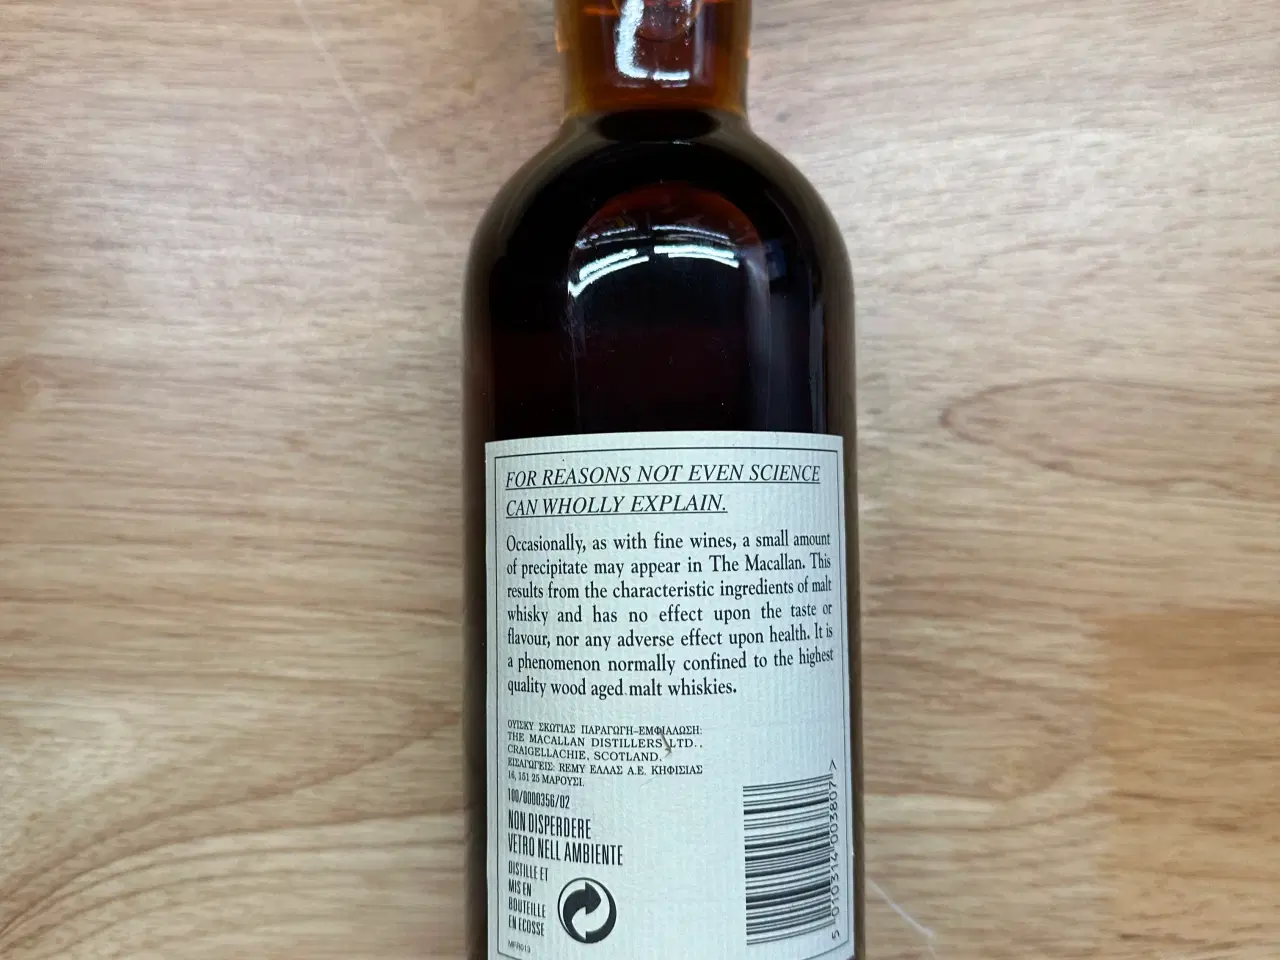 FOR REASONS NOT EVEN SCIENCE
CAN WHOLLY EXPLAIN.
Occasionally, as with fine wines, a small amount
of precipitate may appear in The Macallan. This
results from the characteristic ingredients of malt
whisky and has no effect upon the taste or
flavour, nor any adverse effect upon health. It is
a phenomenon normally confined to the highest
quality wood aged malt whiskies.
ΟΥΙΣΚΥ ΣΚΩΤΙΑΣ ΠΑΡΑΓΩΓΗ-ΕΜΦΙΑΛΩΣΗ:
THE MACALLAN DISTILLERS LTD.,
CRAIGELLACHIE, SCOTLAND.
ΕΙΣΑΓΩΓΕΙΣ: REMY ΕΛΛΑΣ Α.Ε. ΚΗΦΙΣΙΑΣ
16, 151 25 ΜΑΡΟΥΣΙ.
100/0000356/02
NON DISPERDERE
VETRO NELL AMBIENTE
DISTILLE ET
MIS EN
BOUTEILLE
EN ECOSSE
MFR013
5 010314 003807 >